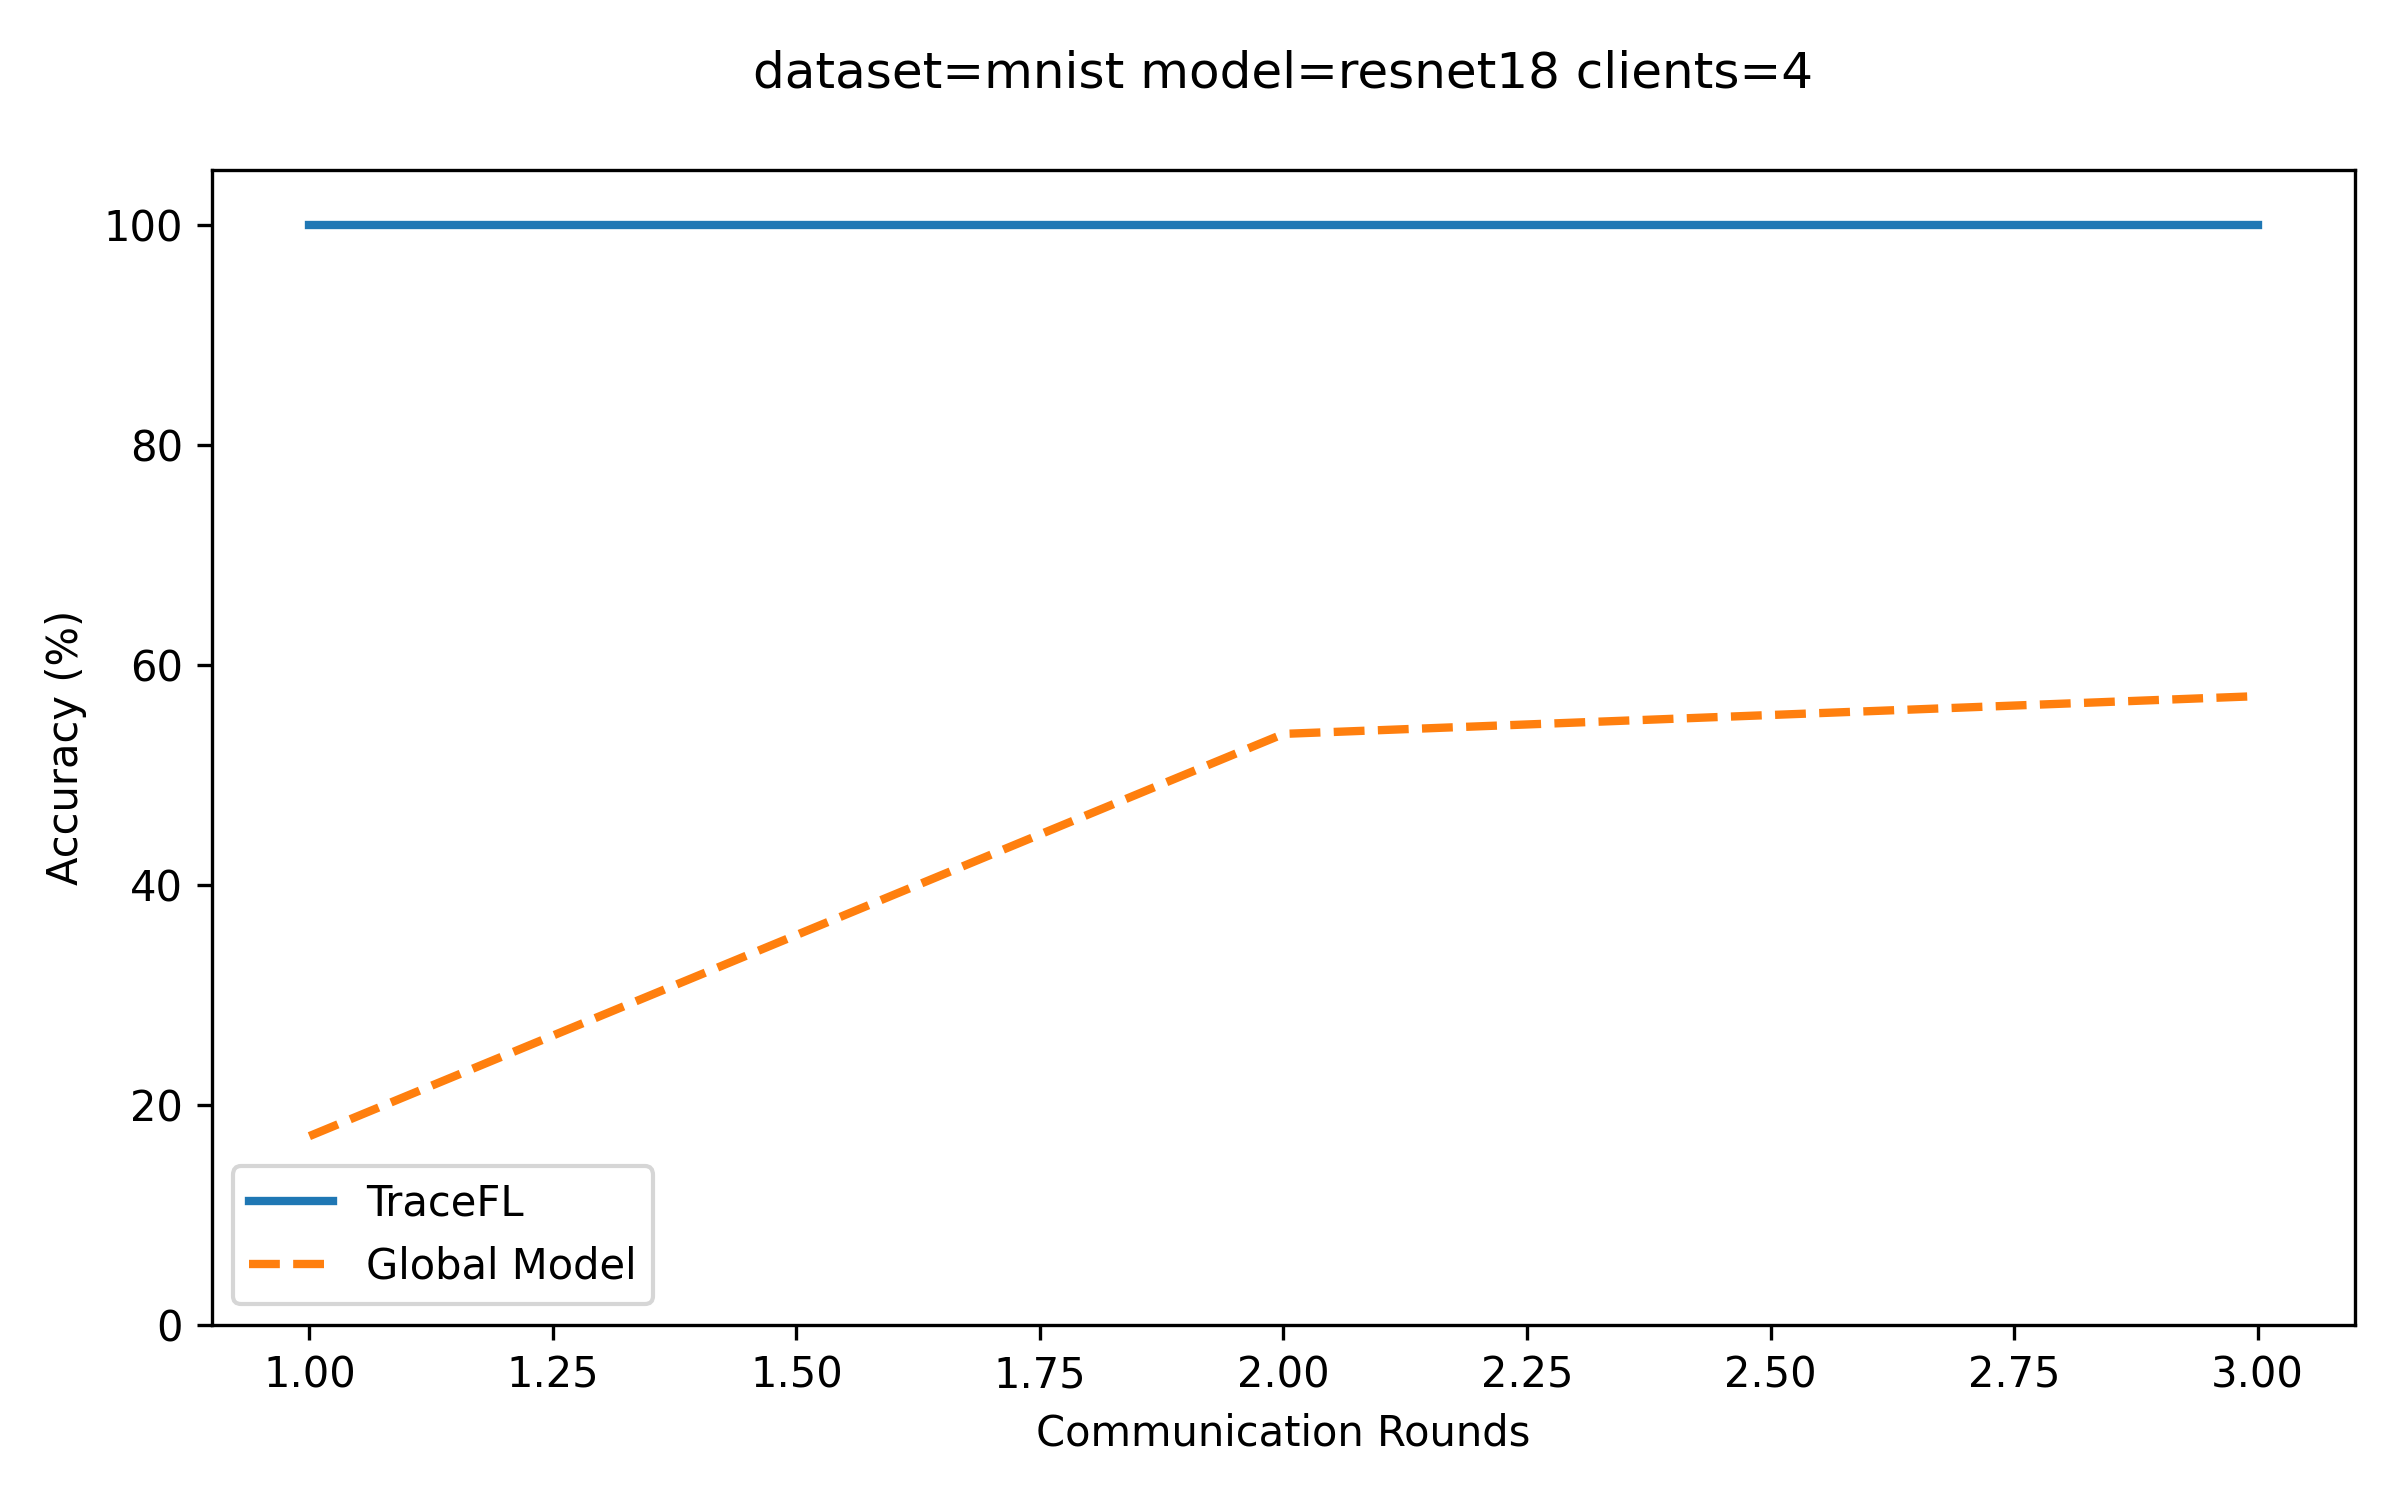 dataset=mnist model=resnet18 clients=4
100
80
60
40
20
0
Accuracy (%)
TraceFL
Global Model
1.00 1.25 1.50 1.75 2.00 2.25 2.50 2.75 3.00
Communication Rounds